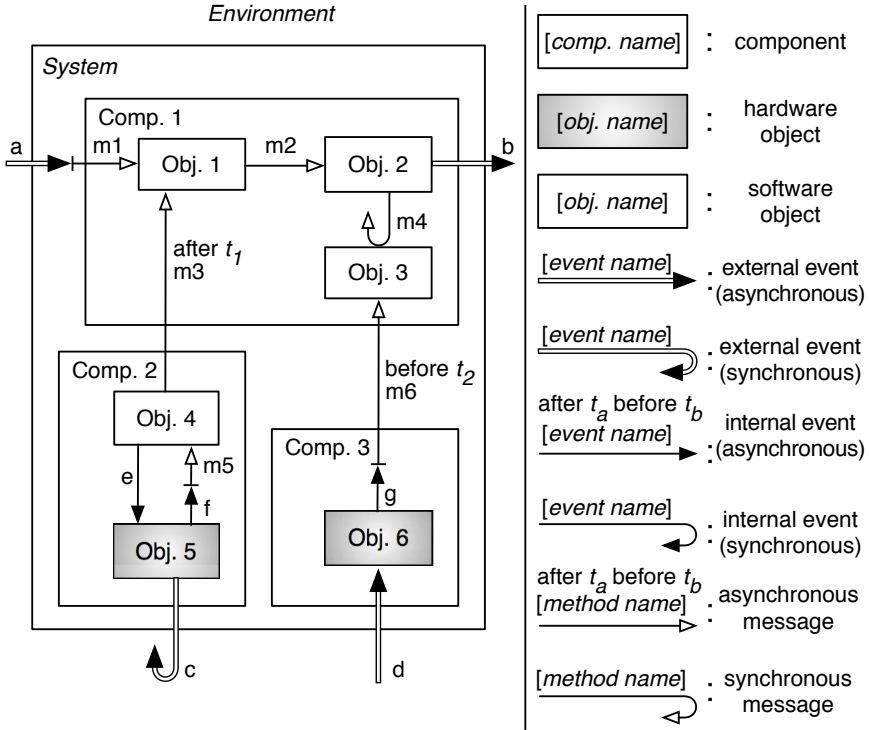 Environment
System
Comp. 1
a
m1
Obj. 1
m2
Obj. 2
b
m4
after t1
m3
Obj. 3
before t2
m6
Comp. 2
Obj. 4
e
m5
f
Obj. 5
Comp. 3
g
Obj. 6
c
d
[comp. name] : component
[obj. name] : hardware
object
[obj. name] : software
object
[event name] : external event
(asynchronous)
[event name] : external event
(synchronous)
after ta before tb
[event name] : internal event
(asynchronous)
[event name] : internal event
(synchronous)
after ta before tb
[method name] : asynchronous
message
[method name] : synchronous
message